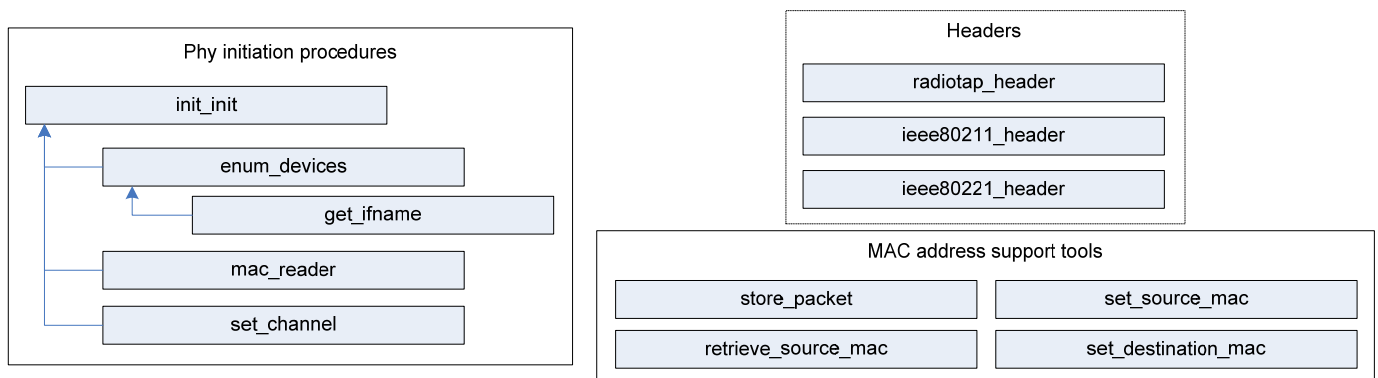 Phy initiation procedures
init_init
enum_devices
get_ifname
mac_reader
set_channel
Headers
radiotap_header
ieee80211_header
ieee80221_header
MAC address support tools
store_packet
set_source_mac
retrieve_source_mac
set_destination_mac